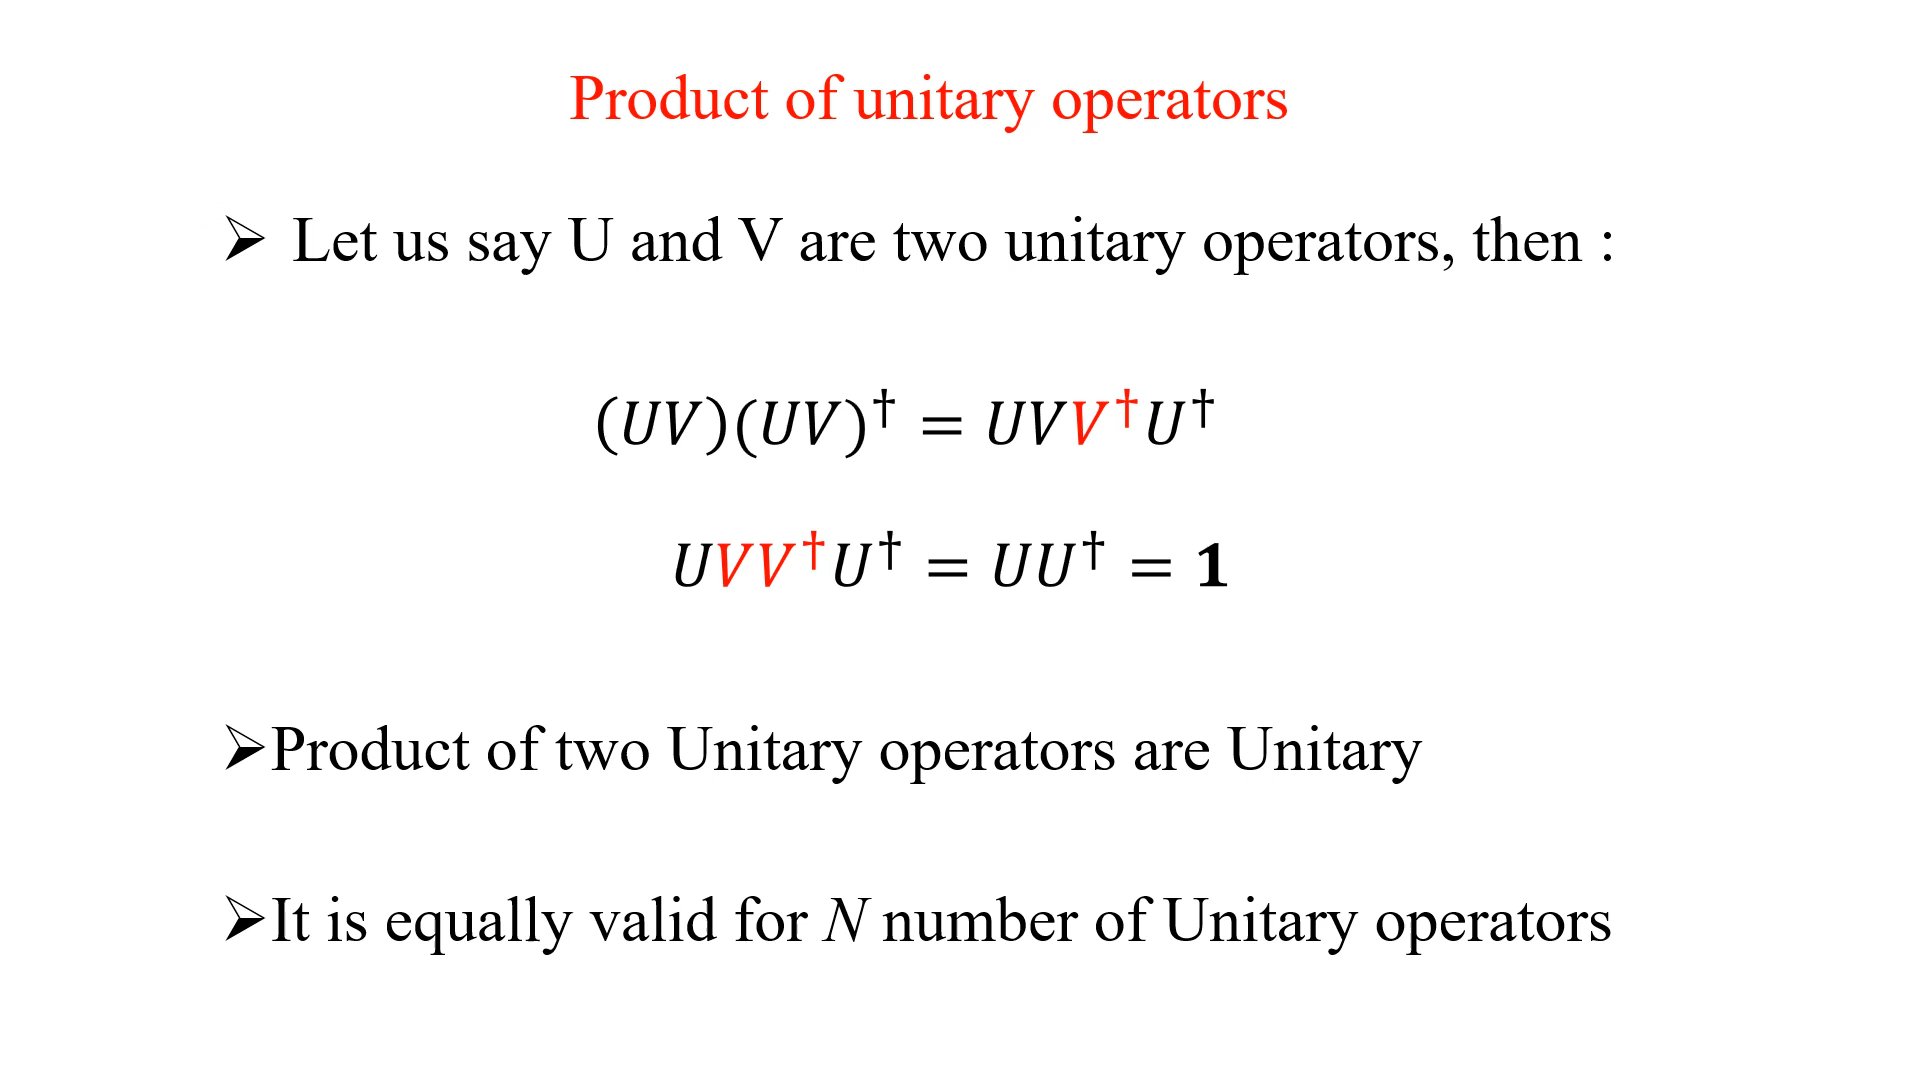 Product of unitary operators
➢ Let us say U and V are two unitary operators, then :
(UV)(UV)† = UVV†U†
UVV†U† = UU† = 1
➢Product of two Unitary operators are Unitary
➢It is equally valid for N number of Unitary operators